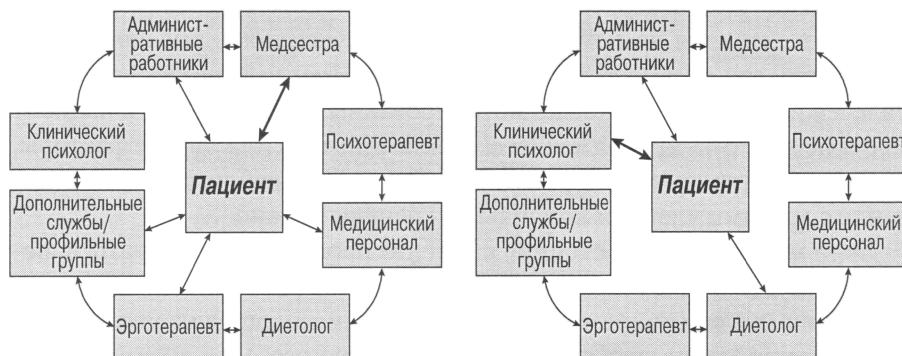 Админист-
ративные
работники
Медсестра
Клинический
психолог
Психотерапевт
Пациент
Дополнительные
службы/
профильные
группы
Медицинский
персонал
Эрготерапевт
Диетолог
Админист-
ративные
работники
Медсестра
Клинический
психолог
Психотерапевт
Пациент
Дополнительные
службы/
профильные
группы
Медицинский
персонал
Эрготерапевт
Диетолог